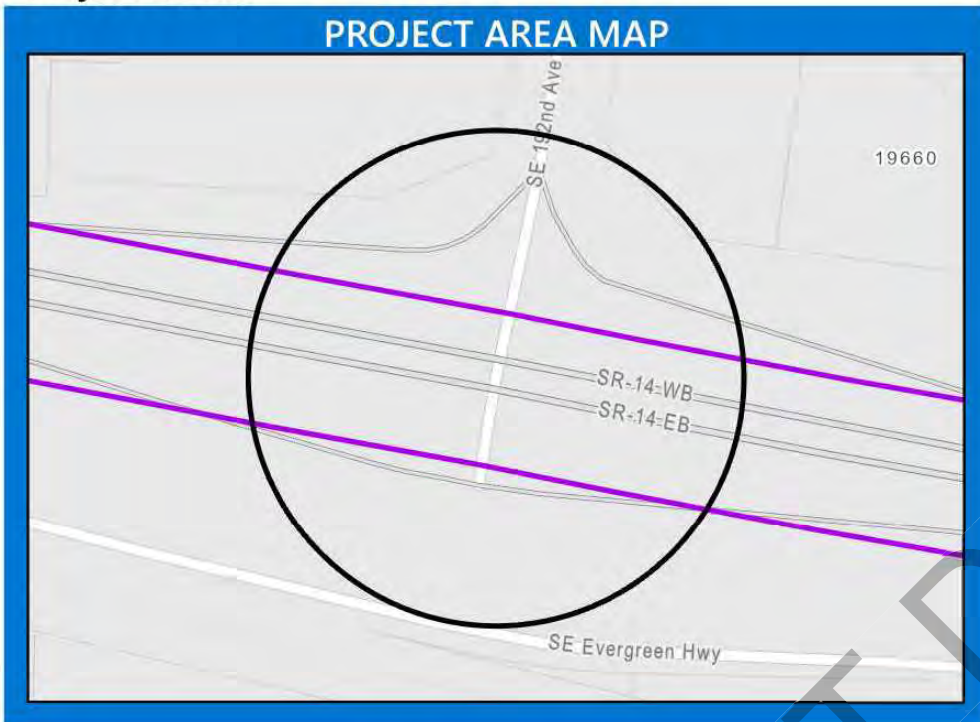 PROJECT AREA MAP
SE 192nd Ave
19660
SR-14-WB
SR-14-EB
SE Evergreen Hwy